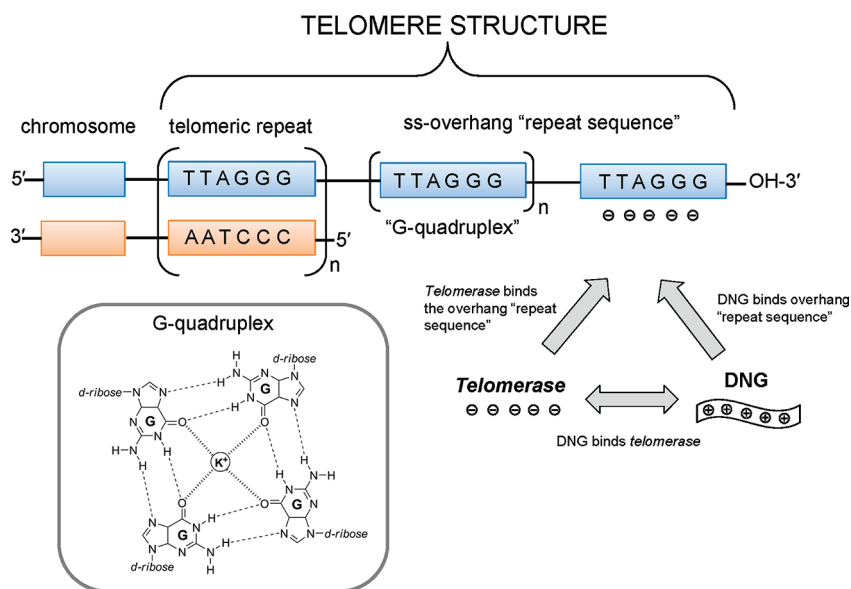 TELOMERE STRUCTURE
chromosome telomeric repeat ss-overhang “repeat sequence”
5′ TTAGGG TTAGGG n TTAGGG OH-3′
“G-quadruplex” ⊖ ⊖ ⊖ ⊖ ⊖
3′ AATCCC 5′
n
Telomerase binds
the overhang “repeat
sequence”
DNG binds overhang
“repeat sequence”
Telomerase
⊖ ⊖ ⊖ ⊖ ⊖
DNG
⊕ ⊕ ⊕ ⊕ ⊕
DNG binds telomerase
G-quadruplex
d-ribose
H
H N N N
d-ribose N N N G N
G O H N O N
N N H
H N H K+ H
H H N N H
O O G N
N N H N N
G d-ribose
N N N H
H
d-ribose